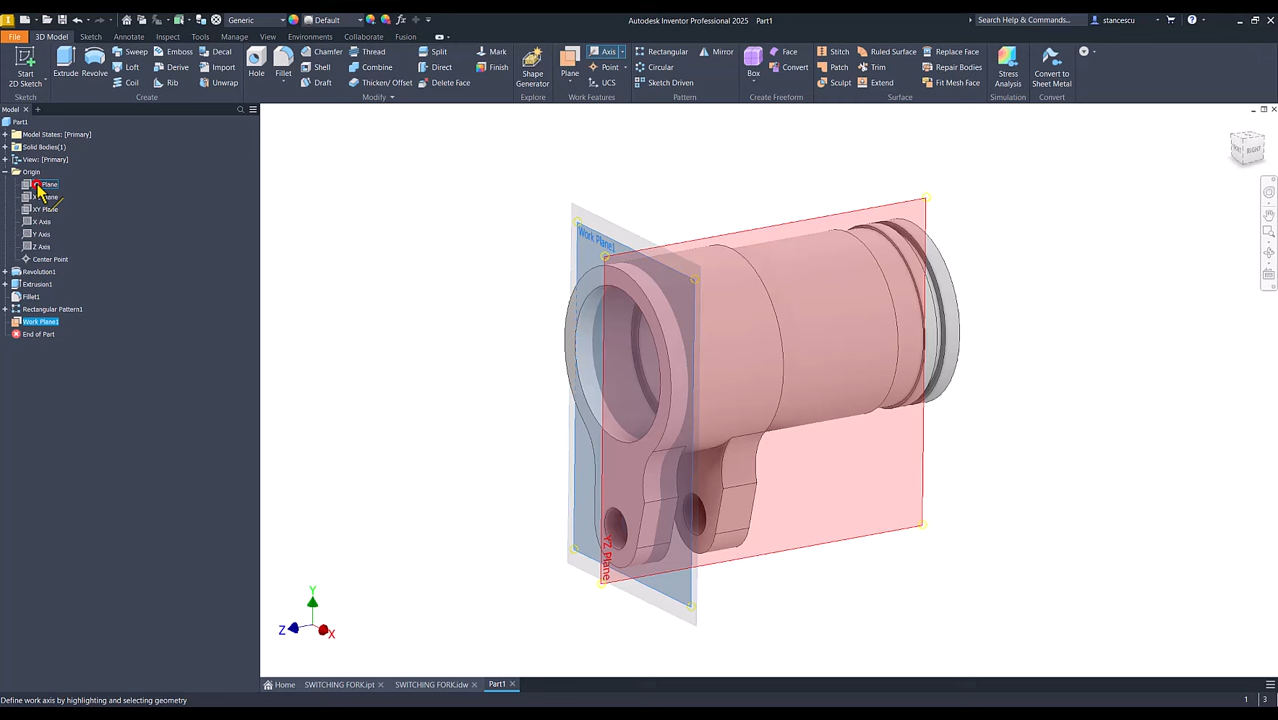 Generic
Default
Autodesk Inventor Professional 2025 Part1
Search Help & Commands...
stancescu
File
3D Model
Sketch
Annotate
Inspect
Tools
Manage
View
Environments
Collaborate
Fusion
Start
2D Sketch
Extrude
Revolve
Sweep
Loft
Coil
Emboss
Derive
Rib
Decal
Import
Unwrap
Hole
Fillet
Chamfer
Shell
Draft
Thread
Combine
Thicken/ Offset
Split
Direct
Delete Face
Mark
Finish
Shape
Generator
Plane
Axis
Point
UCS
Rectangular
Circular
Sketch Driven
Mirror
Box
Face
Convert
Stitch
Patch
Sculpt
Ruled Surface
Trim
Extend
Replace Face
Repair Bodies
Fit Mesh Face
Stress
Analysis
Convert to
Sheet Metal
Sketch
Create
Modify
Explore
Work Features
Pattern
Create Freeform
Surface
Simulation
Convert
Model
Part1
Model States: [Primary]
Solid Bodies(1)
View: [Primary]
Origin
Plane
Plane
XY Plane
X Axis
Y Axis
Z Axis
Center Point
Revolution1
Extrusion1
Fillet1
Rectangular Pattern1
Work Plane1
End of Part
Work Plane1
YZ Plane
RIGHT
Y
Z
X
Home
SWITCHING FORK.ipt
SWITCHING FORK.idw
Part1
Define work axis by highlighting and selecting geometry
1
3